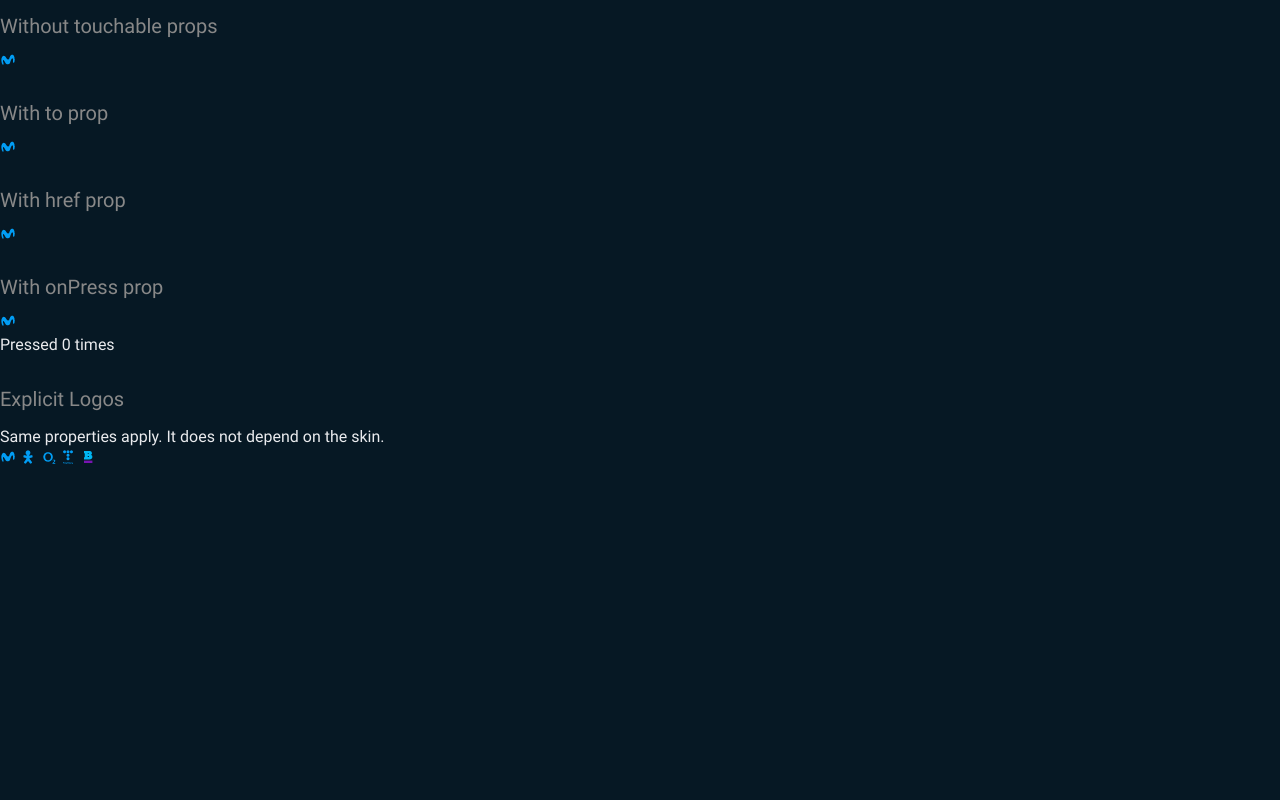 Without touchable props
With to prop
With href prop
With onPress prop
Pressed 0 times
Explicit Logos
Same properties apply. It does not depend on the skin.
O2 B